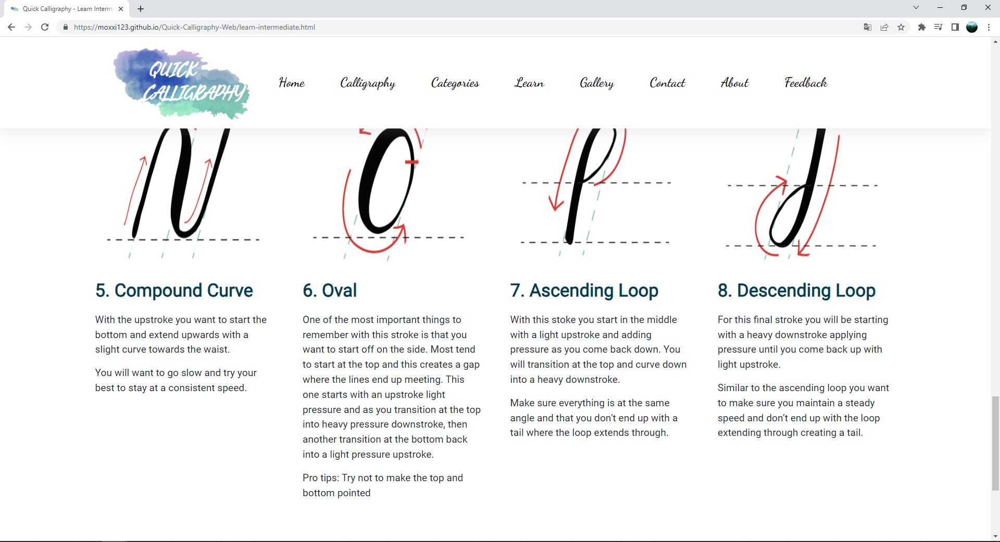 Quick Calligraphy - Learn Interme
https://moxxi123.github.io/Quick-Calligraphy-Web/learn-intermediate.html
QUICK
CALLIGRAPHY
Home Calligraphy Categories Learn Gallery Contact About Feedback
5. Compound Curve
With the upstroke you want to start the
bottom and extend upwards with a
slight curve towards the waist.
You will want to go slow and try your
best to stay at a consistent speed.
6. Oval
One of the most important things to
remember with this stroke is that you
want to start off on the side. Most tend
to start at the top and this creates a gap
where the lines end up meeting. This
one starts with an upstroke light
pressure and as you transition at the top
into heavy pressure downstroke, then
another transition at the bottom back
into a light pressure upstroke.
Pro tips: Try not to make the top and
bottom pointed
7. Ascending Loop
With this stoke you start in the middle
with a light upstroke and adding
pressure as you come back down. You
will transition at the top and curve down
into a heavy downstroke.
Make sure everything is at the same
angle and that you don’t end up with a
tail where the loop extends through.
8. Descending Loop
For this final stroke you will be starting
with a heavy downstroke applying
pressure until you come back up with
light upstroke.
Similar to the ascending loop you want
to make sure you maintain a steady
speed and don’t end up with the loop
extending through creating a tail.